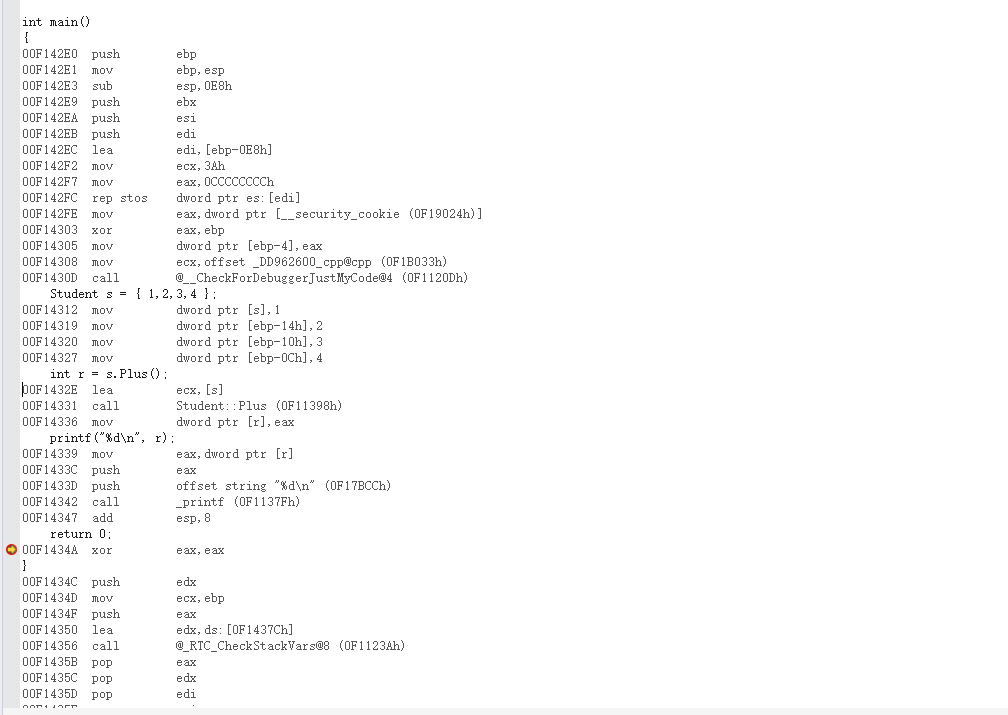 int main()
{
00F142E0 push ebp
00F142E1 mov ebp,esp
00F142E3 sub esp,0E8h
00F142E9 push ebx
00F142EA push esi
00F142EB push edi
00F142EC lea edi,[ebp-0E8h]
00F142F2 mov ecx,3Ah
00F142F7 mov eax,0CCCCCCCCh
00F142FC rep stos dword ptr es:[edi]
00F142FE mov eax,dword ptr [__security_cookie (0F19024h)]
00F14303 xor eax,ebp
00F14305 mov dword ptr [ebp-4],eax
00F14308 mov ecx,offset _DD962600_cpp@cpp (0F1B033h)
00F1430D call @__CheckForDebuggerJustMyCode@4 (0F1120Dh)
Student s = { 1,2,3,4 };
00F14312 mov dword ptr [s],1
00F14319 mov dword ptr [ebp-14h],2
00F14320 mov dword ptr [ebp-10h],3
00F14327 mov dword ptr [ebp-0Ch],4
int r = s.Plus();
00F1432E lea ecx,[s]
00F14331 call Student::Plus (0F11398h)
00F14336 mov dword ptr [r],eax
printf("%d\n", r);
00F14339 mov eax,dword ptr [r]
00F1433C push eax
00F1433D push offset string "%d\n" (0F17BCCh)
00F14342 call _printf (0F1137Fh)
00F14347 add esp,8
return 0;
00F1434A xor eax,eax
}
00F1434C push edx
00F1434D mov ecx,ebp
00F1434F push eax
00F14350 lea edx,ds:[0F1437Ch]
00F14356 call @_RTC_CheckStackVars@8 (0F1123Ah)
00F1435B pop eax
00F1435C pop edx
00F1435D pop edi